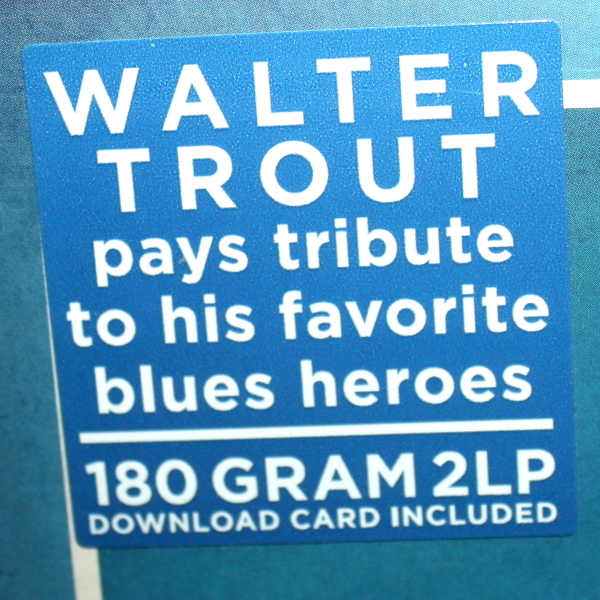 WALTER
TROUT
pays tribute
to his favorite
blues heroes
180 GRAM 2LP
DOWNLOAD CARD INCLUDED